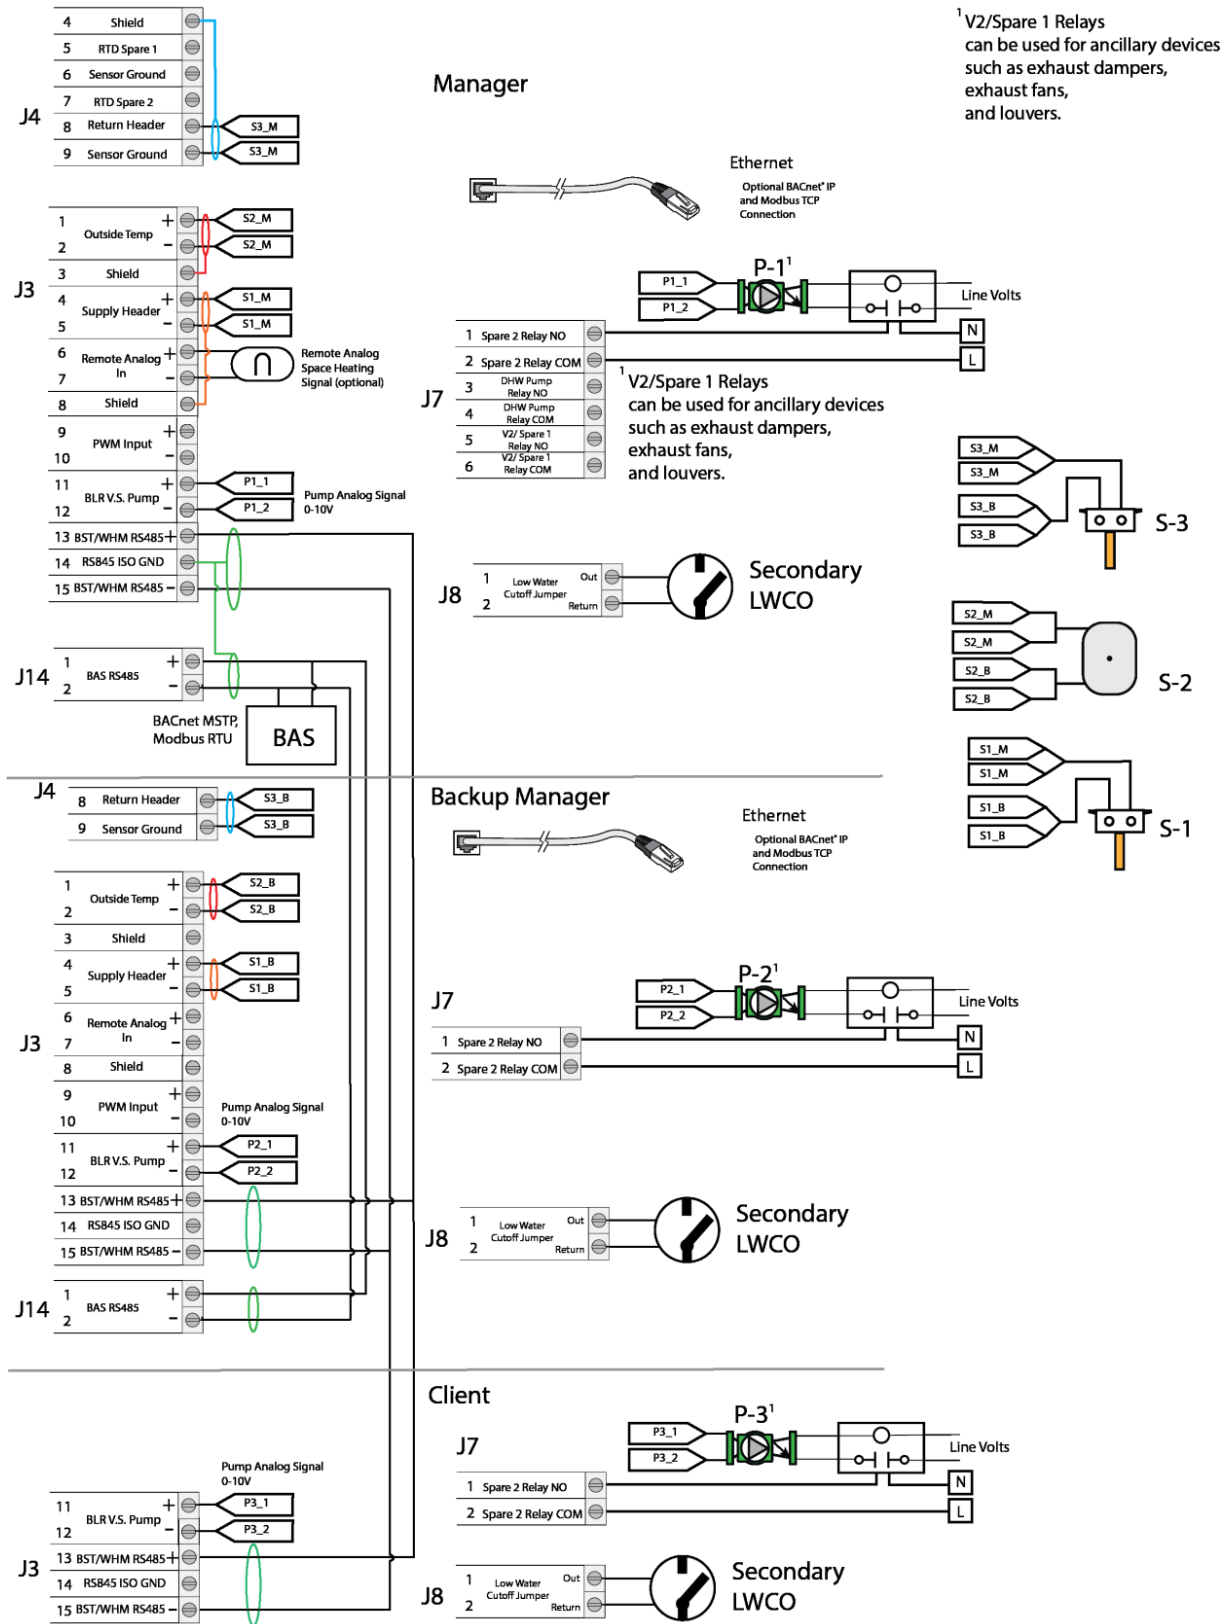 4 Shield
5 RTD Spare 1
6 Sensor Ground
7 RTD Spare 2
J4
8 Return Header S3_M
9 Sensor Ground S3_M
Manager
1 V2/Spare 1 Relays
can be used for ancillary devices
such as exhaust dampers,
exhaust fans,
and louvers.
Ethernet
Optional BACnet® IP
and Modbus TCP
Connection
J3
1 + S2_M
Outside Temp
2 − S2_M
3 Shield
4 + S1_M
Supply Header
5 − S1_M
6 +
Remote Analog
In
7 −
Remote Analog
Space Heating
Signal (optional)
8 Shield
9 +
PWM Input
10 −
11 + P1_1
BLR V.S. Pump
12 − P1_2
Pump Analog Signal
0-10V
13 BST/WHM RS485 +
14 RS845 ISO GND
15 BST/WHM RS485 −
J14
1 +
BAS RS485
2 −
BACnet MSTP,
Modbus RTU
BAS
P-1¹
P1_1
P1_2
Line Volts
N
L
J7
1 Spare 2 Relay NO
2 Spare 2 Relay COM
3 DHW Pump
Relay NO
4 DHW Pump
Relay COM
5 V2/ Spare 1
Relay NO
6 V2/ Spare 1
Relay COM
1 V2/Spare 1 Relays
can be used for ancillary devices
such as exhaust dampers,
exhaust fans,
and louvers.
J8
1 Out
Low Water
Cutoff Jumper
2 Return
Secondary
LWCO
S3_M
S3_M
S3_B
S3_B
S-3
S2_M
S2_M
S2_B
S2_B
S-2
S1_M
S1_M
S1_B
S1_B
S-1
Backup Manager
J4
8 Return Header S3_B
9 Sensor Ground S3_B
Ethernet
Optional BACnet® IP
and Modbus TCP
Connection
J3
1 + S2_B
Outside Temp
2 − S2_B
3 Shield
4 + S1_B
Supply Header
5 − S1_B
6 +
Remote Analog
In
7 −
8 Shield
9 +
PWM Input
10 −
Pump Analog Signal
0-10V
11 + P2_1
BLR V.S. Pump
12 − P2_2
13 BST/WHM RS485 +
14 RS845 ISO GND
15 BST/WHM RS485 −
J14
1 +
BAS RS485
2 −
P-2¹
P2_1
P2_2
Line Volts
N
L
J7
1 Spare 2 Relay NO
2 Spare 2 Relay COM
J8
1 Out
Low Water
Cutoff Jumper
2 Return
Secondary
LWCO
Client
P-3¹
P3_1
P3_2
Line Volts
N
L
J7
1 Spare 2 Relay NO
2 Spare 2 Relay COM
Pump Analog Signal
0-10V
J3
11 + P3_1
BLR V.S. Pump
12 − P3_2
13 BST/WHM RS485 +
14 RS845 ISO GND
15 BST/WHM RS485 −
J8
1 Out
Low Water
Cutoff Jumper
2 Return
Secondary
LWCO